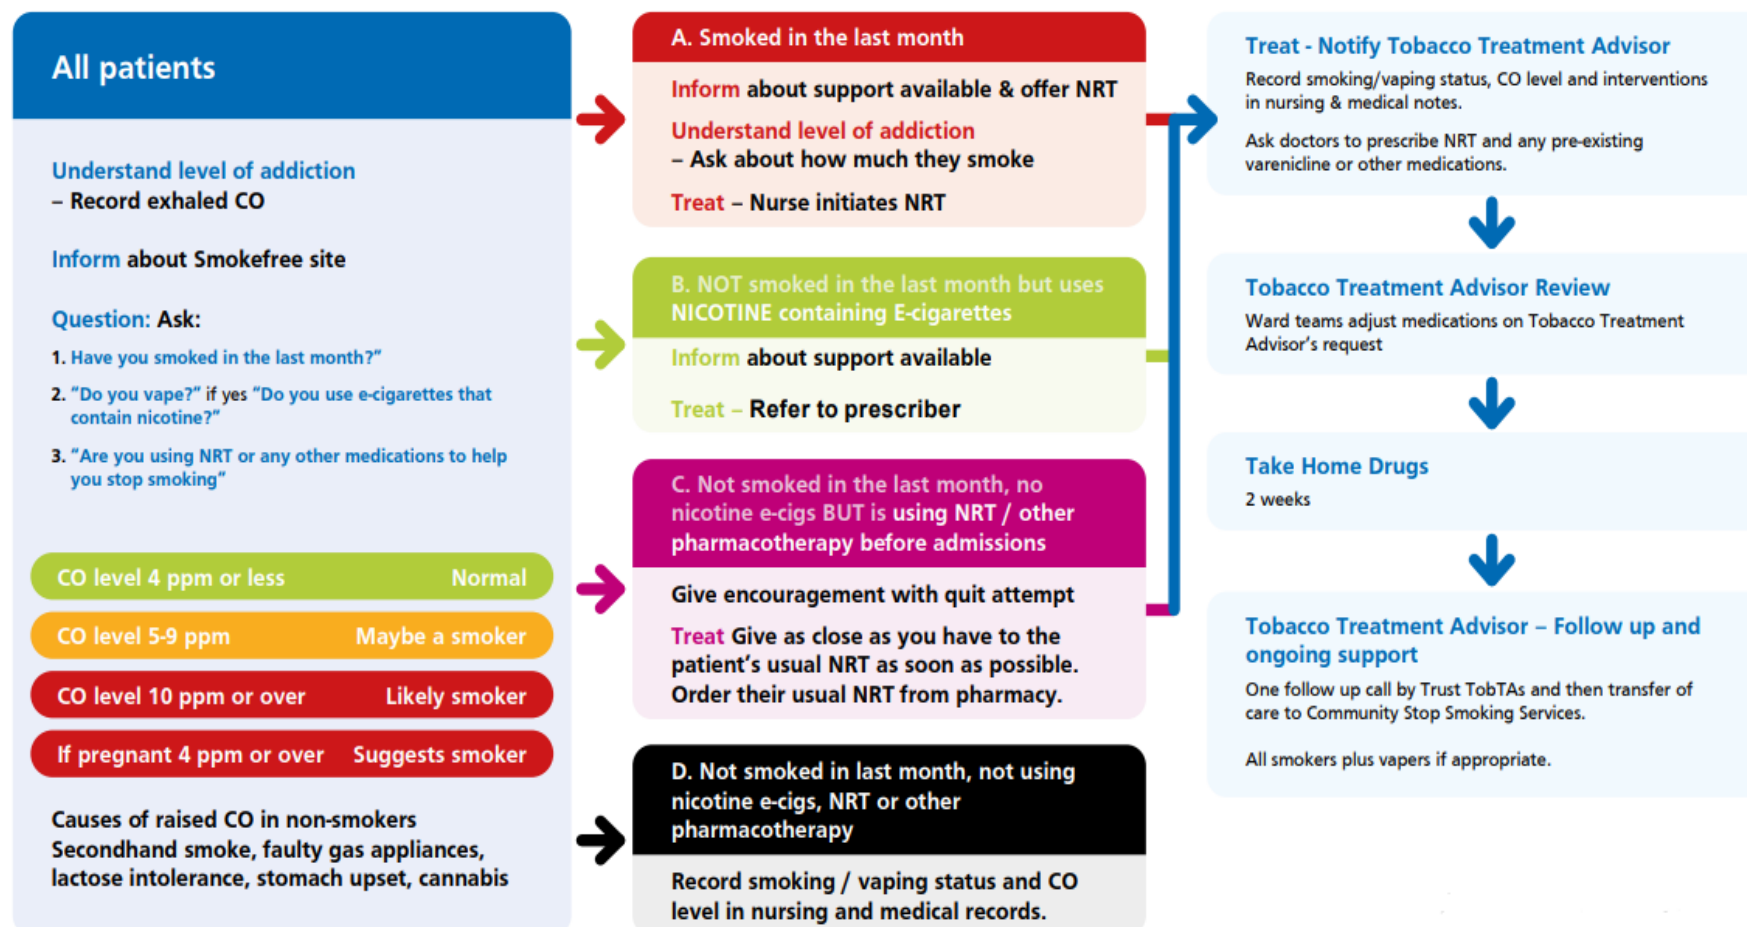 All patients
Understand level of addiction
– Record exhaled CO
Inform about Smokefree site
Question: Ask:
1. Have you smoked in the last month?”
2. “Do you vape?” if yes “Do you use e-cigarettes that
contain nicotine?”
3. “Are you using NRT or any other medications to help
you stop smoking“
CO level 4 ppm or less Normal
CO level 5-9 ppm Maybe a smoker
CO level 10 ppm or over Likely smoker
If pregnant 4 ppm or over Suggests smoker
Causes of raised CO in non-smokers
Secondhand smoke, faulty gas appliances,
lactose intolerance, stomach upset, cannabis
A. Smoked in the last month
Inform about support available & offer NRT
Understand level of addiction
– Ask about how much they smoke
Treat – Nurse initiates NRT
B. NOT smoked in the last month but uses
NICOTINE containing E-cigarettes
Inform about support available
Treat – Refer to prescriber
C. Not smoked in the last month, no
nicotine e-cigs BUT is using NRT / other
pharmacotherapy before admissions
Give encouragement with quit attempt
Treat Give as close as you have to the
patient’s usual NRT as soon as possible.
Order their usual NRT from pharmacy.
D. Not smoked in last month, not using
nicotine e-cigs, NRT or other
pharmacotherapy
Record smoking / vaping status and CO
level in nursing and medical records.
Treat - Notify Tobacco Treatment Advisor
Record smoking/vaping status, CO level and interventions
in nursing & medical notes.
Ask doctors to prescribe NRT and any pre-existing
varenicline or other medications.
Tobacco Treatment Advisor Review
Ward teams adjust medications on Tobacco Treatment
Advisor’s request
Take Home Drugs
2 weeks
Tobacco Treatment Advisor – Follow up and
ongoing support
One follow up call by Trust TobTAs and then transfer of
care to Community Stop Smoking Services.
All smokers plus vapers if appropriate.